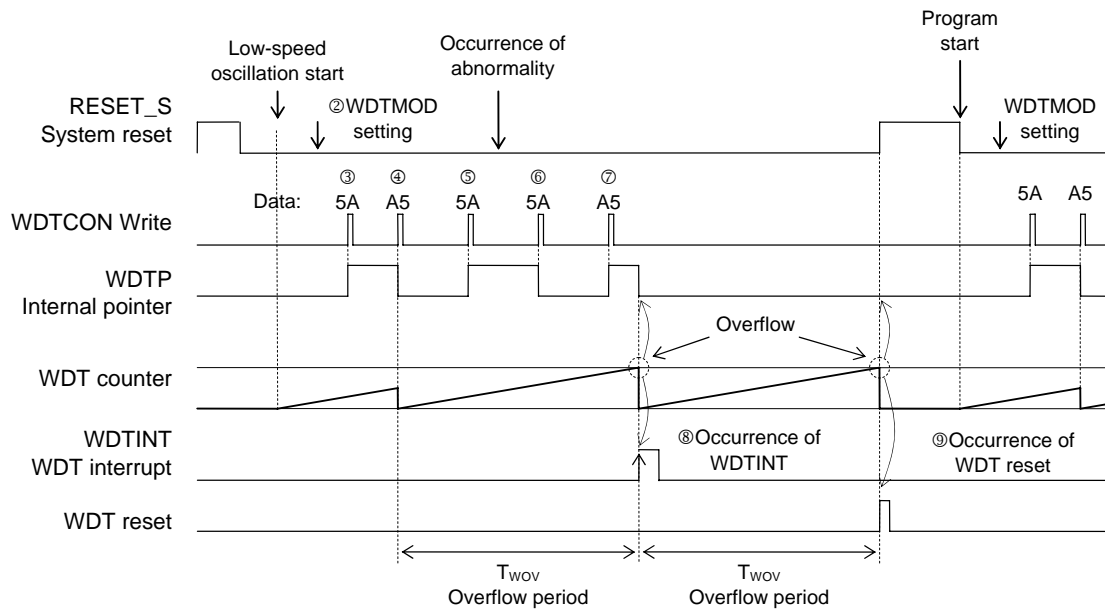 Program
start
Low-speed
oscillation start
Occurrence of
abnormality
RESET_S
System reset
②WDTMOD
setting
WDTMOD
setting
③ ④ ⑤ ⑥ ⑦
Data: 5A A5 5A 5A A5 5A A5
WDTCON Write
WDTP
Internal pointer
Overflow
WDT counter
WDTINT
WDT interrupt
⑧Occurrence of
WDTINT
⑨Occurrence of
WDT reset
WDT reset
TWOV TWOV
Overflow period Overflow period